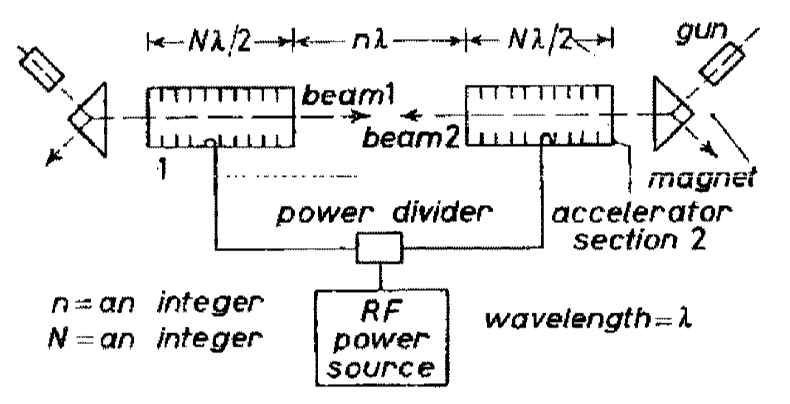 Nλ/2 nλ Nλ/2
gun
beam1
beam2
1
magnet
power divider
accelerator
section 2
n=an integer
N=an integer
RF
power
source
wavelength=λ